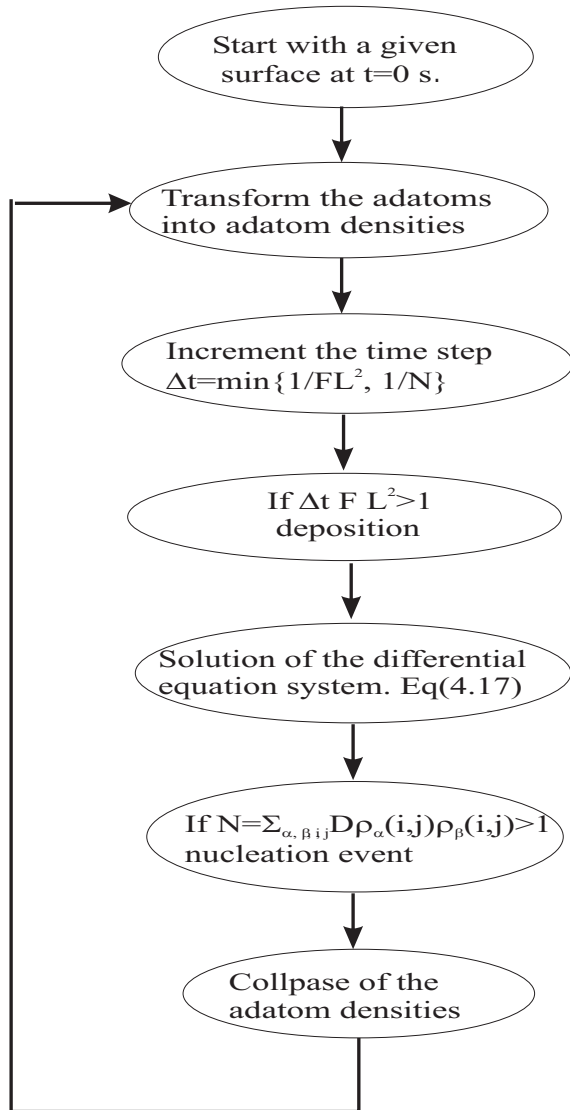 Start with a given
surface at t=0 s.
Transform the adatoms
into adatom densities
Increment the time step
Δt=min{1/FL², 1/N}
If Δt F L²>1
deposition
Solution of the differential
equation system. Eq(4.17)
If N=Σα, β,i,j Dρα(i,j)ρβ(i,j)>1
nucleation event
Collpase of the
adatom densities